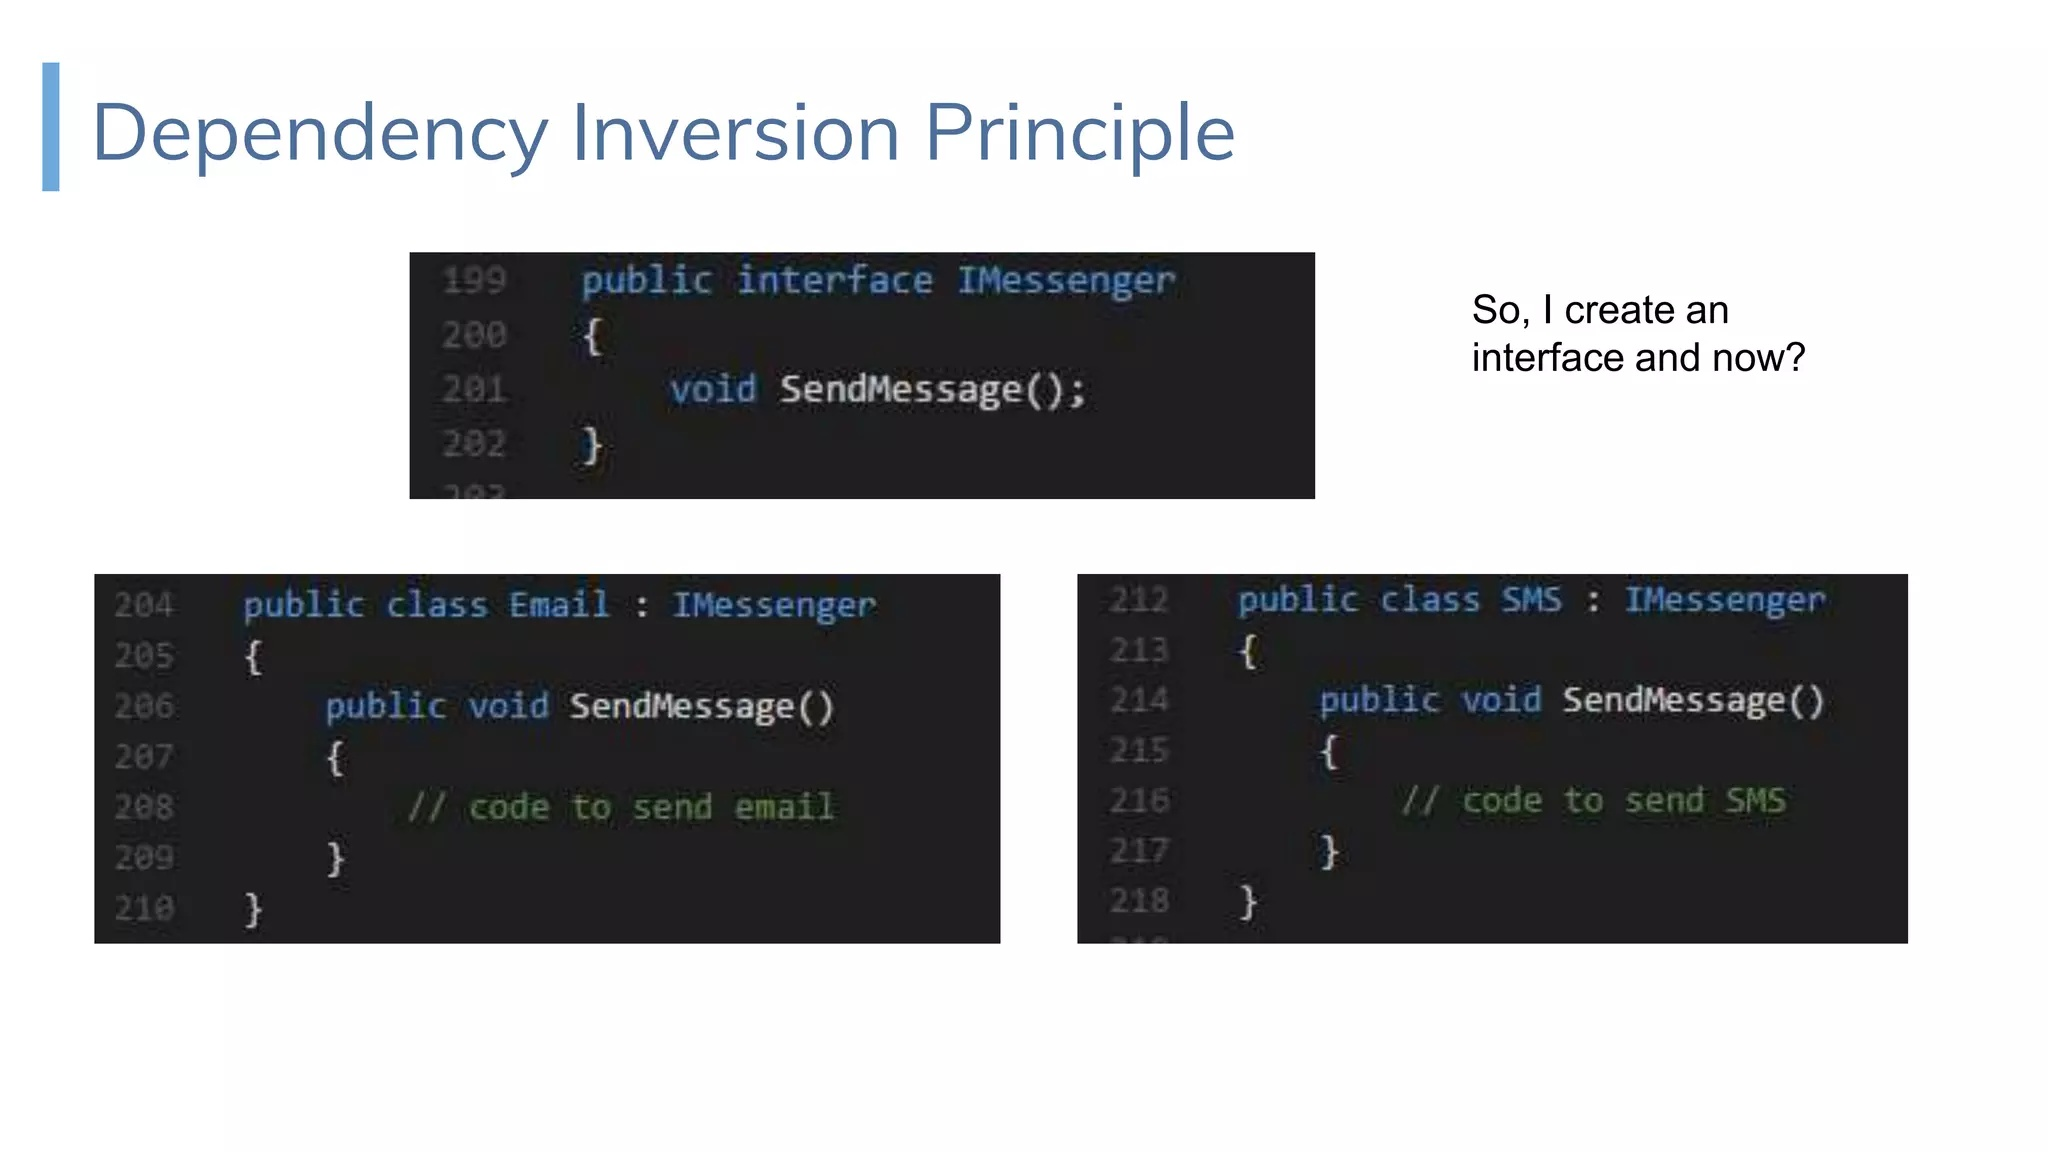 Dependency Inversion Principle
199 public interface IMessenger
200 {
201 void SendMessage();
202 }
203
So, I create an
interface and now?
204 public class Email : IMessenger
205 {
206 public void SendMessage()
207 {
208 // code to send email
209 }
210 }
212 public class SMS : IMessenger
213 {
214 public void SendMessage()
215 {
216 // code to send SMS
217 }
218 }